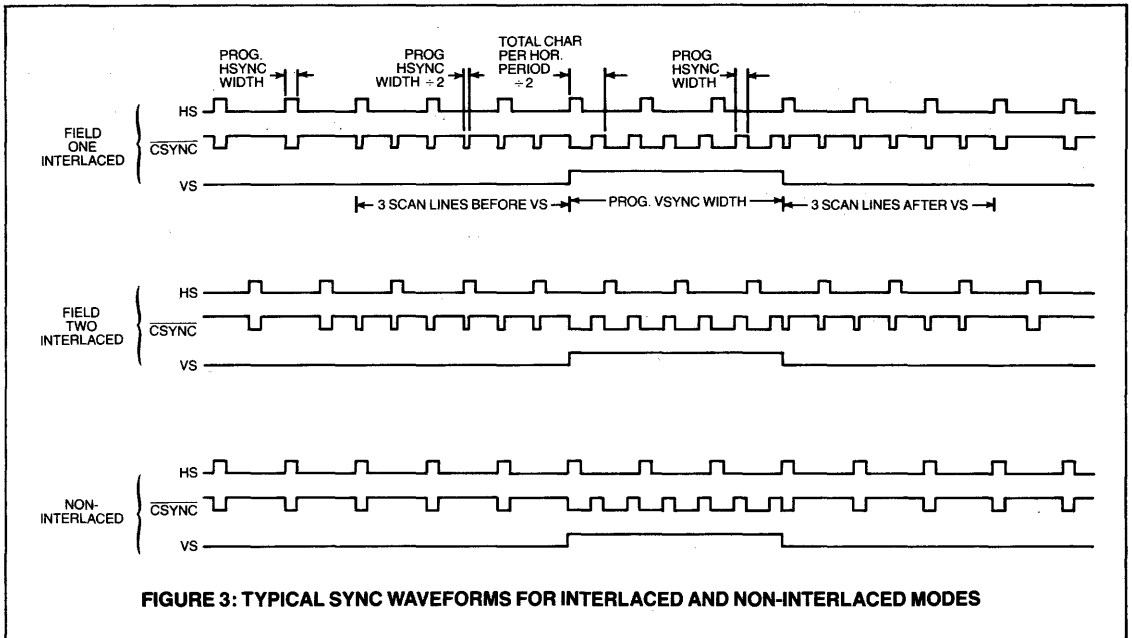 PROG.
HSYNC
WIDTH
PROG
HSYNC
WIDTH ÷2
TOTAL CHAR
PER HOR.
PERIOD
÷2
PROG
HSYNC
WIDTH
FIELD
ONE
INTERLACED
HS
CSYNC
VS
3 SCAN LINES BEFORE VS
PROG. VSYNC WIDTH
3 SCAN LINES AFTER VS
FIELD
TWO
INTERLACED
HS
CSYNC
VS
NON-
INTERLACED
HS
CSYNC
VS
FIGURE 3: TYPICAL SYNC WAVEFORMS FOR INTERLACED AND NON-INTERLACED MODES